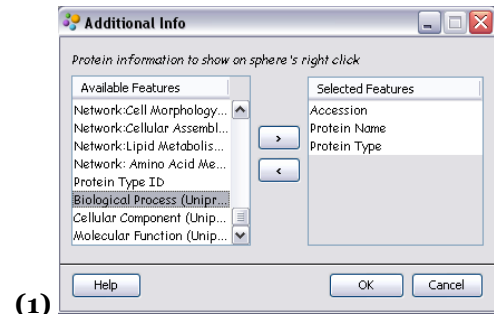 Additional Info
Protein information to show on sphere's right click
Available Features
Selected Features
Network:Cell Morphology...
Network:Cellular Assembl...
Network:Lipid Metabolis...
Network: Amino Acid Me...
Protein Type ID
Biological Process (Unipr...
Cellular Component (Unip...
Molecular Function (Unip...
>
<
Accession
Protein Name
Protein Type
Help
OK
Cancel
(1)